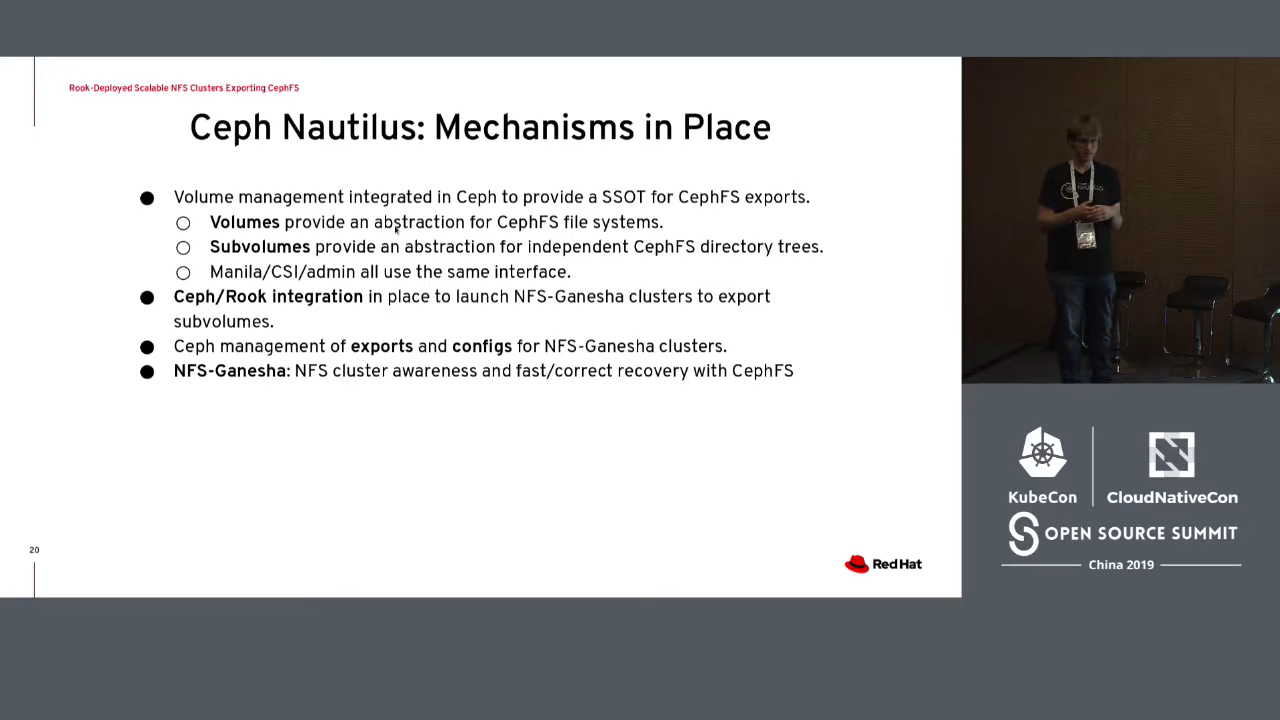 Rook-Deployed Scalable NFS Clusters Exporting CephFS
Ceph Nautilus: Mechanisms in Place
● Volume management integrated in Ceph to provide a SSOT for CephFS exports.
○ Volumes provide an abstraction for CephFS file systems.
○ Subvolumes provide an abstraction for independent CephFS directory trees.
○ Manila/CSI/admin all use the same interface.
● Ceph/Rook integration in place to launch NFS-Ganesha clusters to export
subvolumes.
● Ceph management of exports and configs for NFS-Ganesha clusters.
● NFS-Ganesha: NFS cluster awareness and fast/correct recovery with CephFS
20
Red Hat
KubeCon
CloudNativeCon
OPEN SOURCE SUMMIT
China 2019